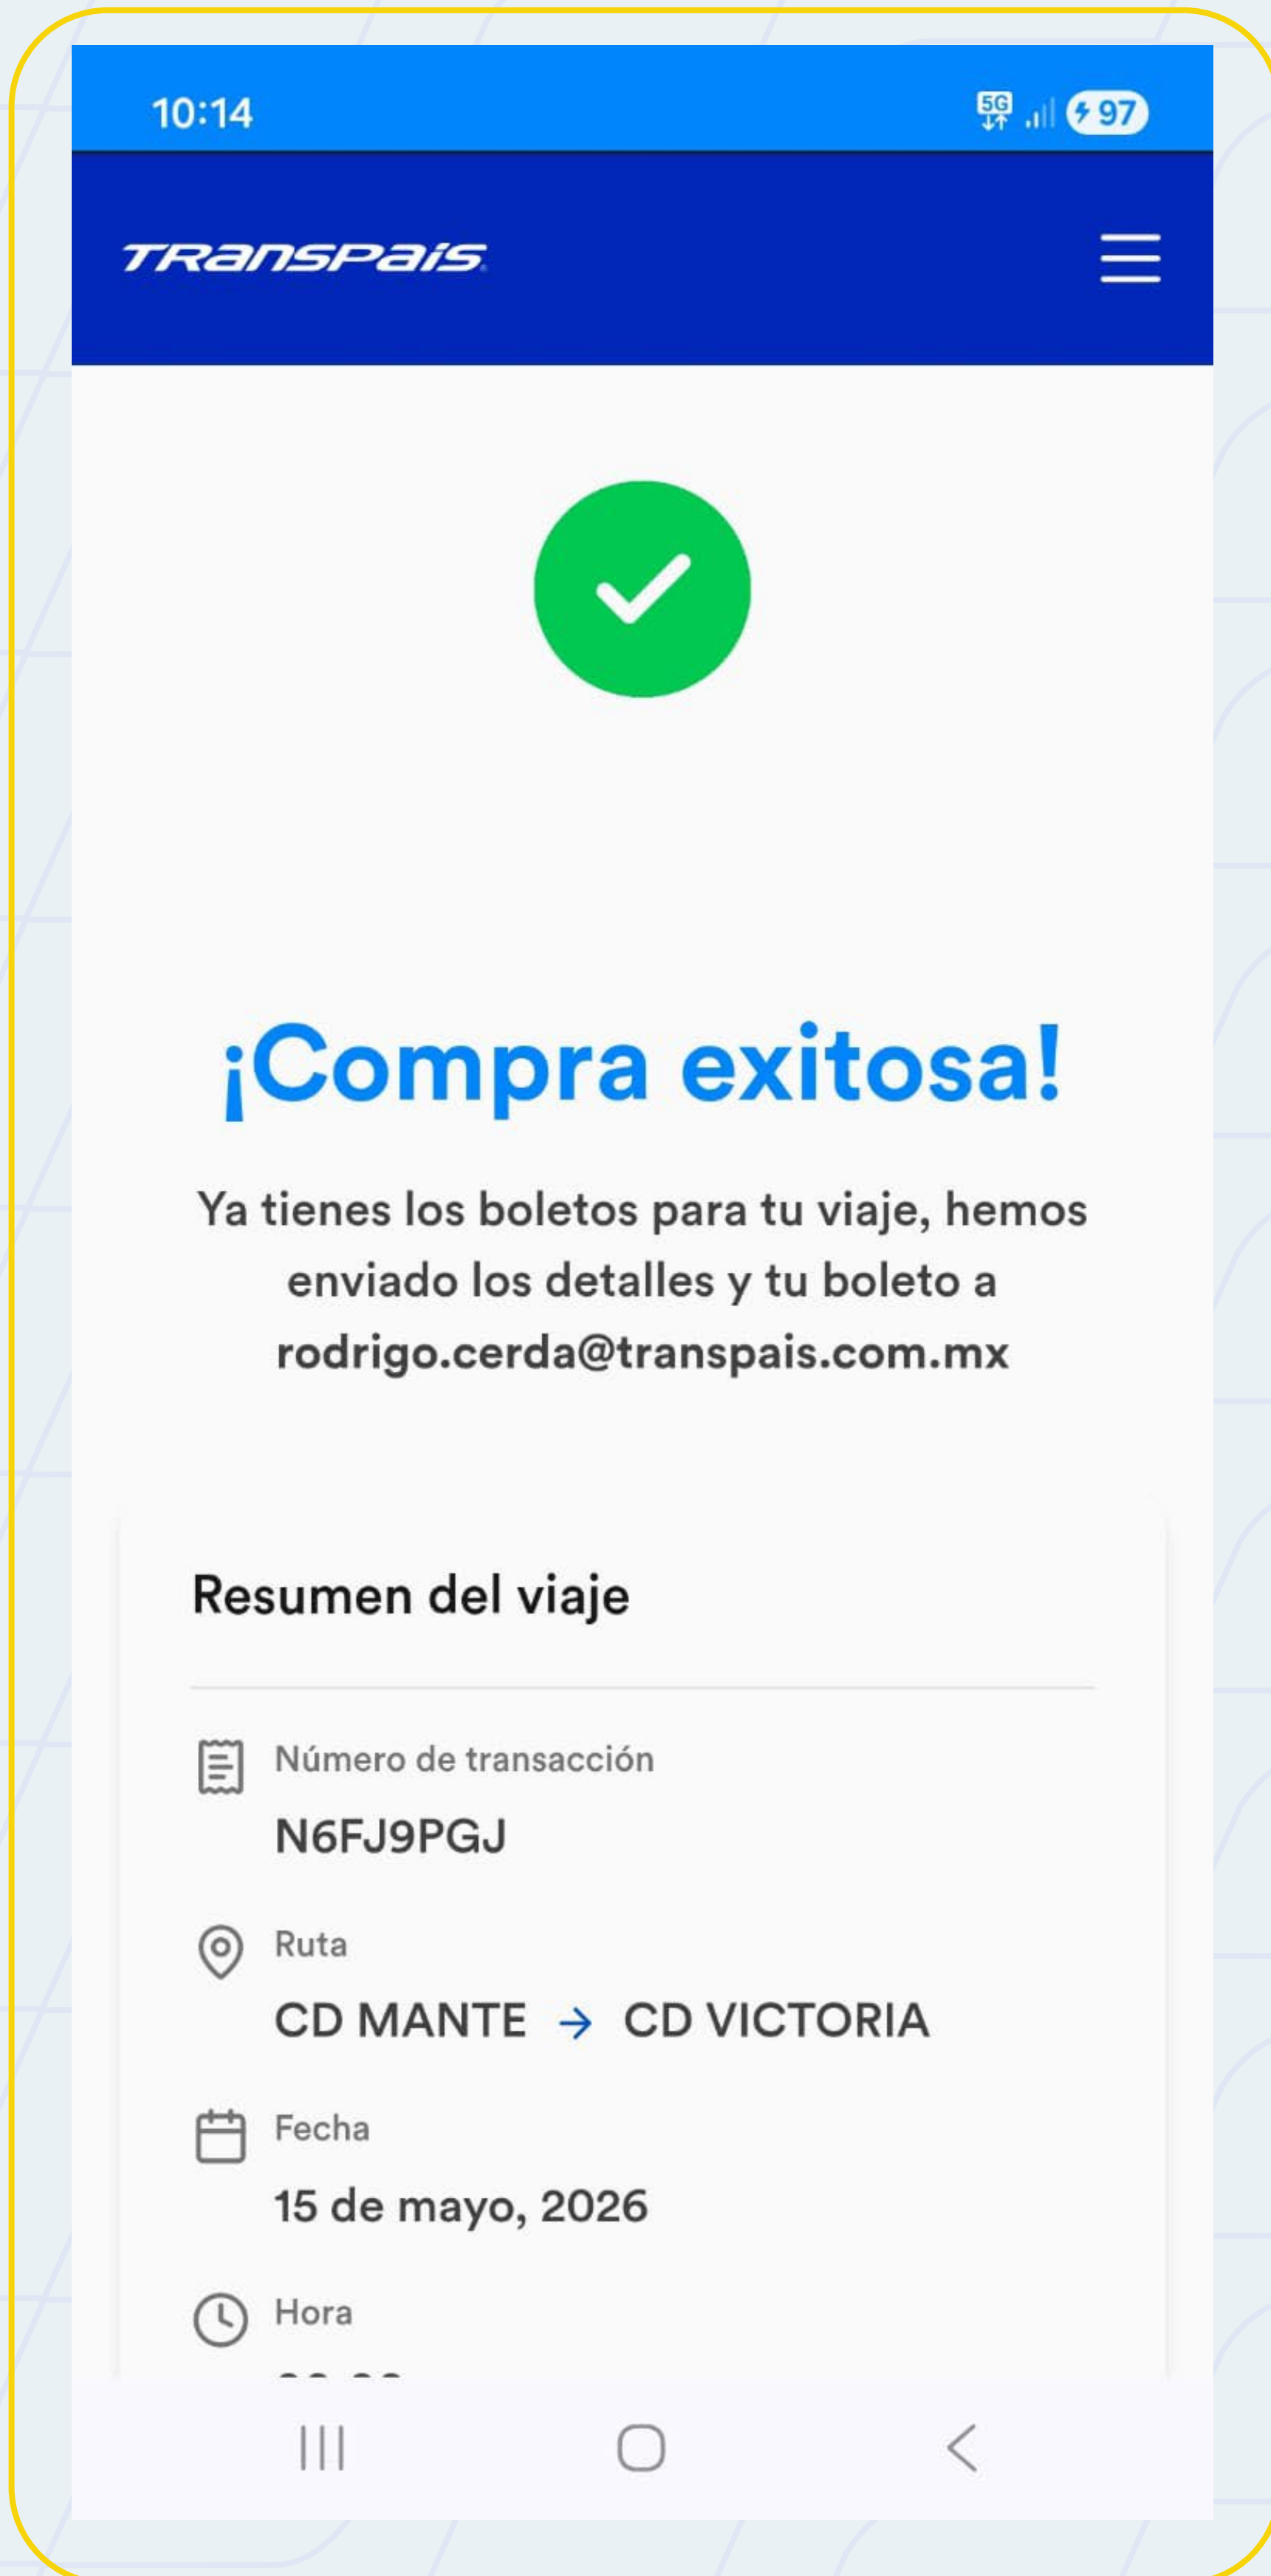 10:14
5G
97
TRANSPAIS
¡Compra exitosa!
Ya tienes los boletos para tu viaje, hemos
enviado los detalles y tu boleto a
rodrigo.cerda@transpais.com.mx
Resumen del viaje
Número de transacción
N6FJ9PGJ
Ruta
CD MANTE → CD VICTORIA
Fecha
15 de mayo, 2026
Hora